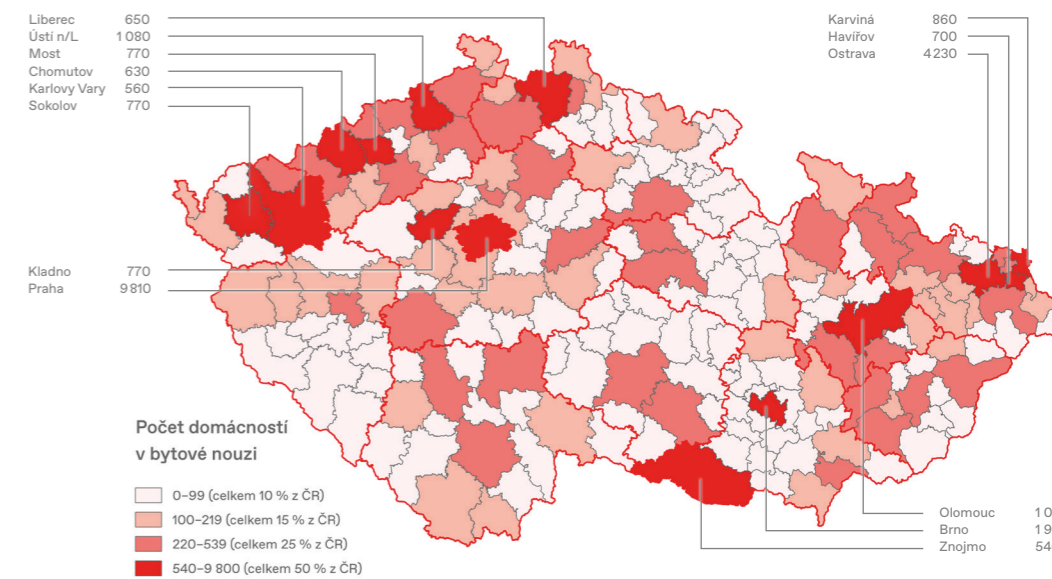 Liberec 650
Ústí n/L 1 080
Most 770
Chomutov 630
Karlovy Vary 560
Sokolov 770
Karviná 860
Havířov 700
Ostrava 4230
Kladno 770
Praha 9 810
Počet domácností
v bytové nouzi
0–99 (celkem 10 % z ČR)
100–219 (celkem 15 % z ČR)
220–539 (celkem 25 % z ČR)
540–9 800 (celkem 50 % z ČR)
Olomouc
Brno
Znojmo